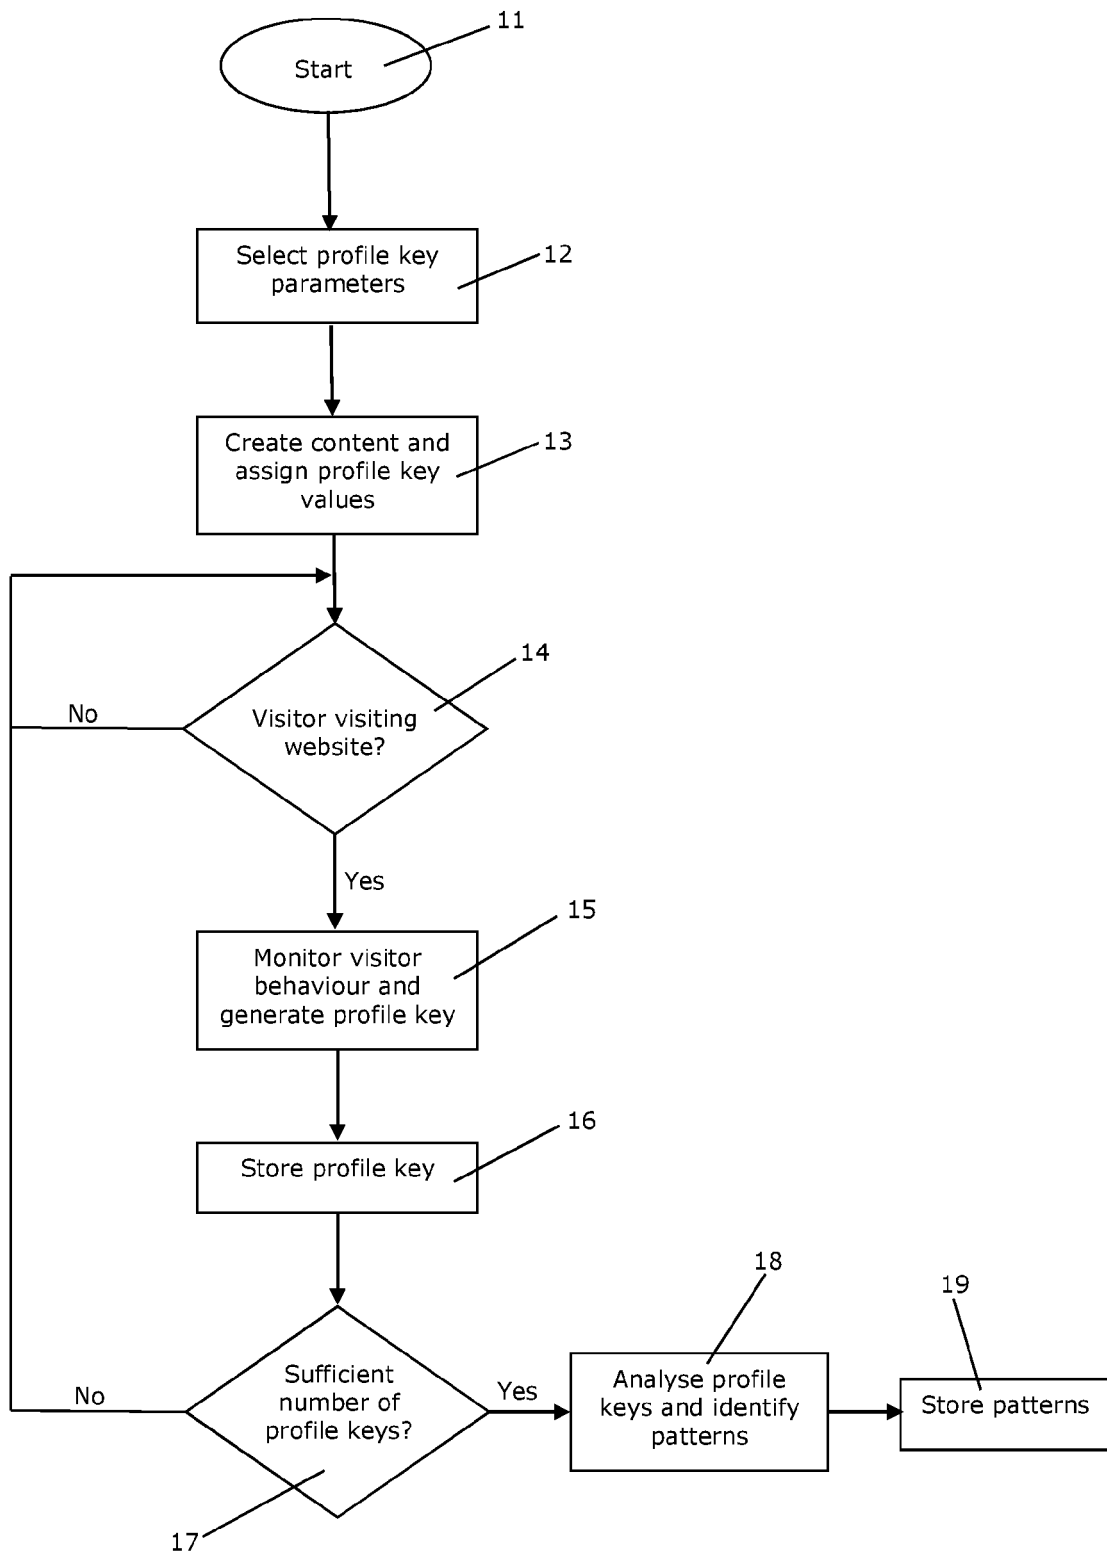 11
Start
12
Select profile key
parameters
13
Create content and
assign profile key
values
14
No
Visitor visiting
website?
Yes
15
Monitor visitor
behaviour and
generate profile key
16
Store profile key
18
19
No
Sufficient
number of
profile keys?
Yes
Analyse profile
keys and identify
patterns
Store patterns
17